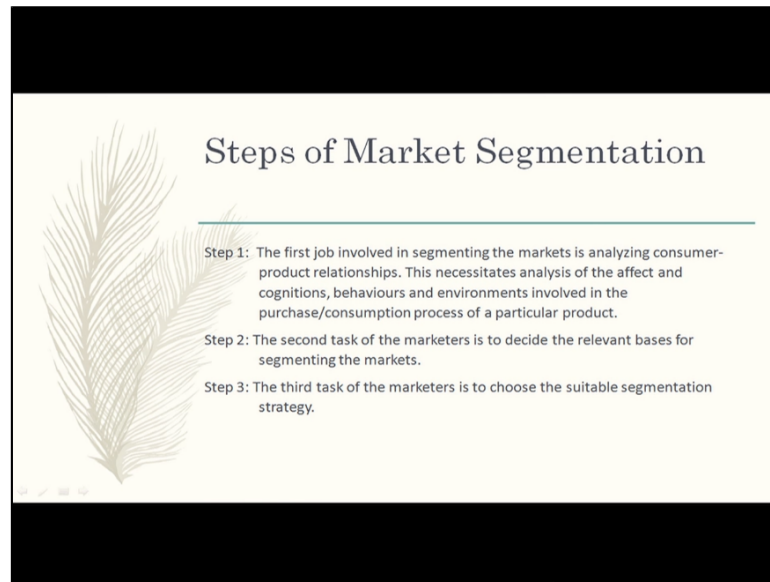 Steps of Market Segmentation
Step 1: The first job involved in segmenting the markets is analyzing consumer-
product relationships. This necessitates analysis of the affect and
cognitions, behaviours and environments involved in the
purchase/consumption process of a particular product.
Step 2: The second task of the marketers is to decide the relevant bases for
segmenting the markets.
Step 3: The third task of the marketers is to choose the suitable segmentation
strategy.